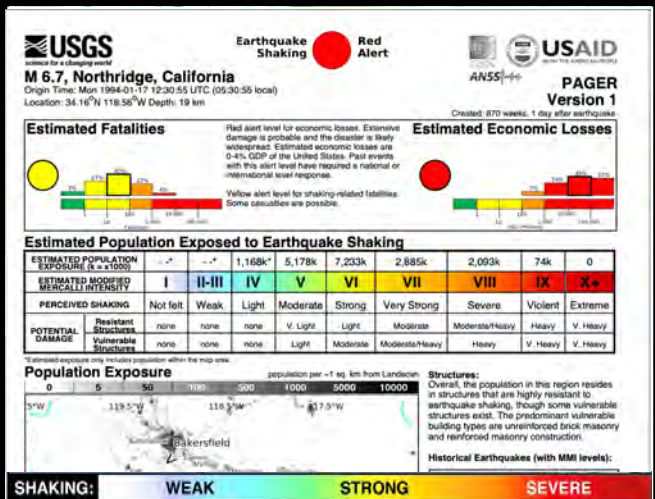 USGS
science for a changing world
Earthquake Shaking
Red Alert
USAID
FROM THE AMERICAN PEOPLE
ANSS
M 6.7, Northridge, California
Origin Time: Mon 1994-01-17 12:30:55 UTC (05:30:55 local)
Location: 34.16°N 118.56°W Depth: 19 km
PAGER
Version 1
Created: 870 weeks, 1 day after earthquake
Estimated Fatalities
Red alert level for economic losses. Extensive
damage is probable and the disaster is likely
widespread. Estimated economic losses are
0-4% GDP of the United States. Past events
with this alert level have required a national or
international level response.
Yellow alert level for shaking-related fatalities.
Some casualties are possible.
Estimated Economic Losses
Estimated Population Exposed to Earthquake Shaking
ESTIMATED POPULATION EXPOSURE (k = x1000) - -* - -* 1,168k* 5,178k 7,233k 2,885k 2,093k 74k 0
ESTIMATED MODIFIED MERCALLI INTENSITY I II-III IV V VI VII VIII IX X+
PERCEIVED SHAKING Not felt Weak Light Moderate Strong Very Strong Severe Violent Extreme
POTENTIAL DAMAGE
Resistant Structures none none none V. Light Light Moderate Moderate/Heavy Heavy V. Heavy
Vulnerable Structures none none none Light Moderate Moderate/Heavy Heavy V. Heavy V. Heavy
*Estimated exposure only includes population within the map area.
Population Exposure
population per ~1 sq. km from Landscan
0 5 50 100 500 1000 5000 10000
119.5°W
Bakersfield
Structures:
Overall, the population in this region resides
in structures that are highly resistant to
earthquake shaking, though some vulnerable
structures exist. The predominant vulnerable
building types are unreinforced brick masonry
and reinforced masonry construction.
Historical Earthquakes (with MMI levels):
SHAKING: WEAK STRONG SEVERE